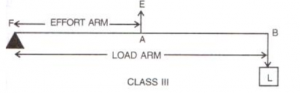 E
F EFFORT ARM
A B
LOAD ARM
L
CLASS III